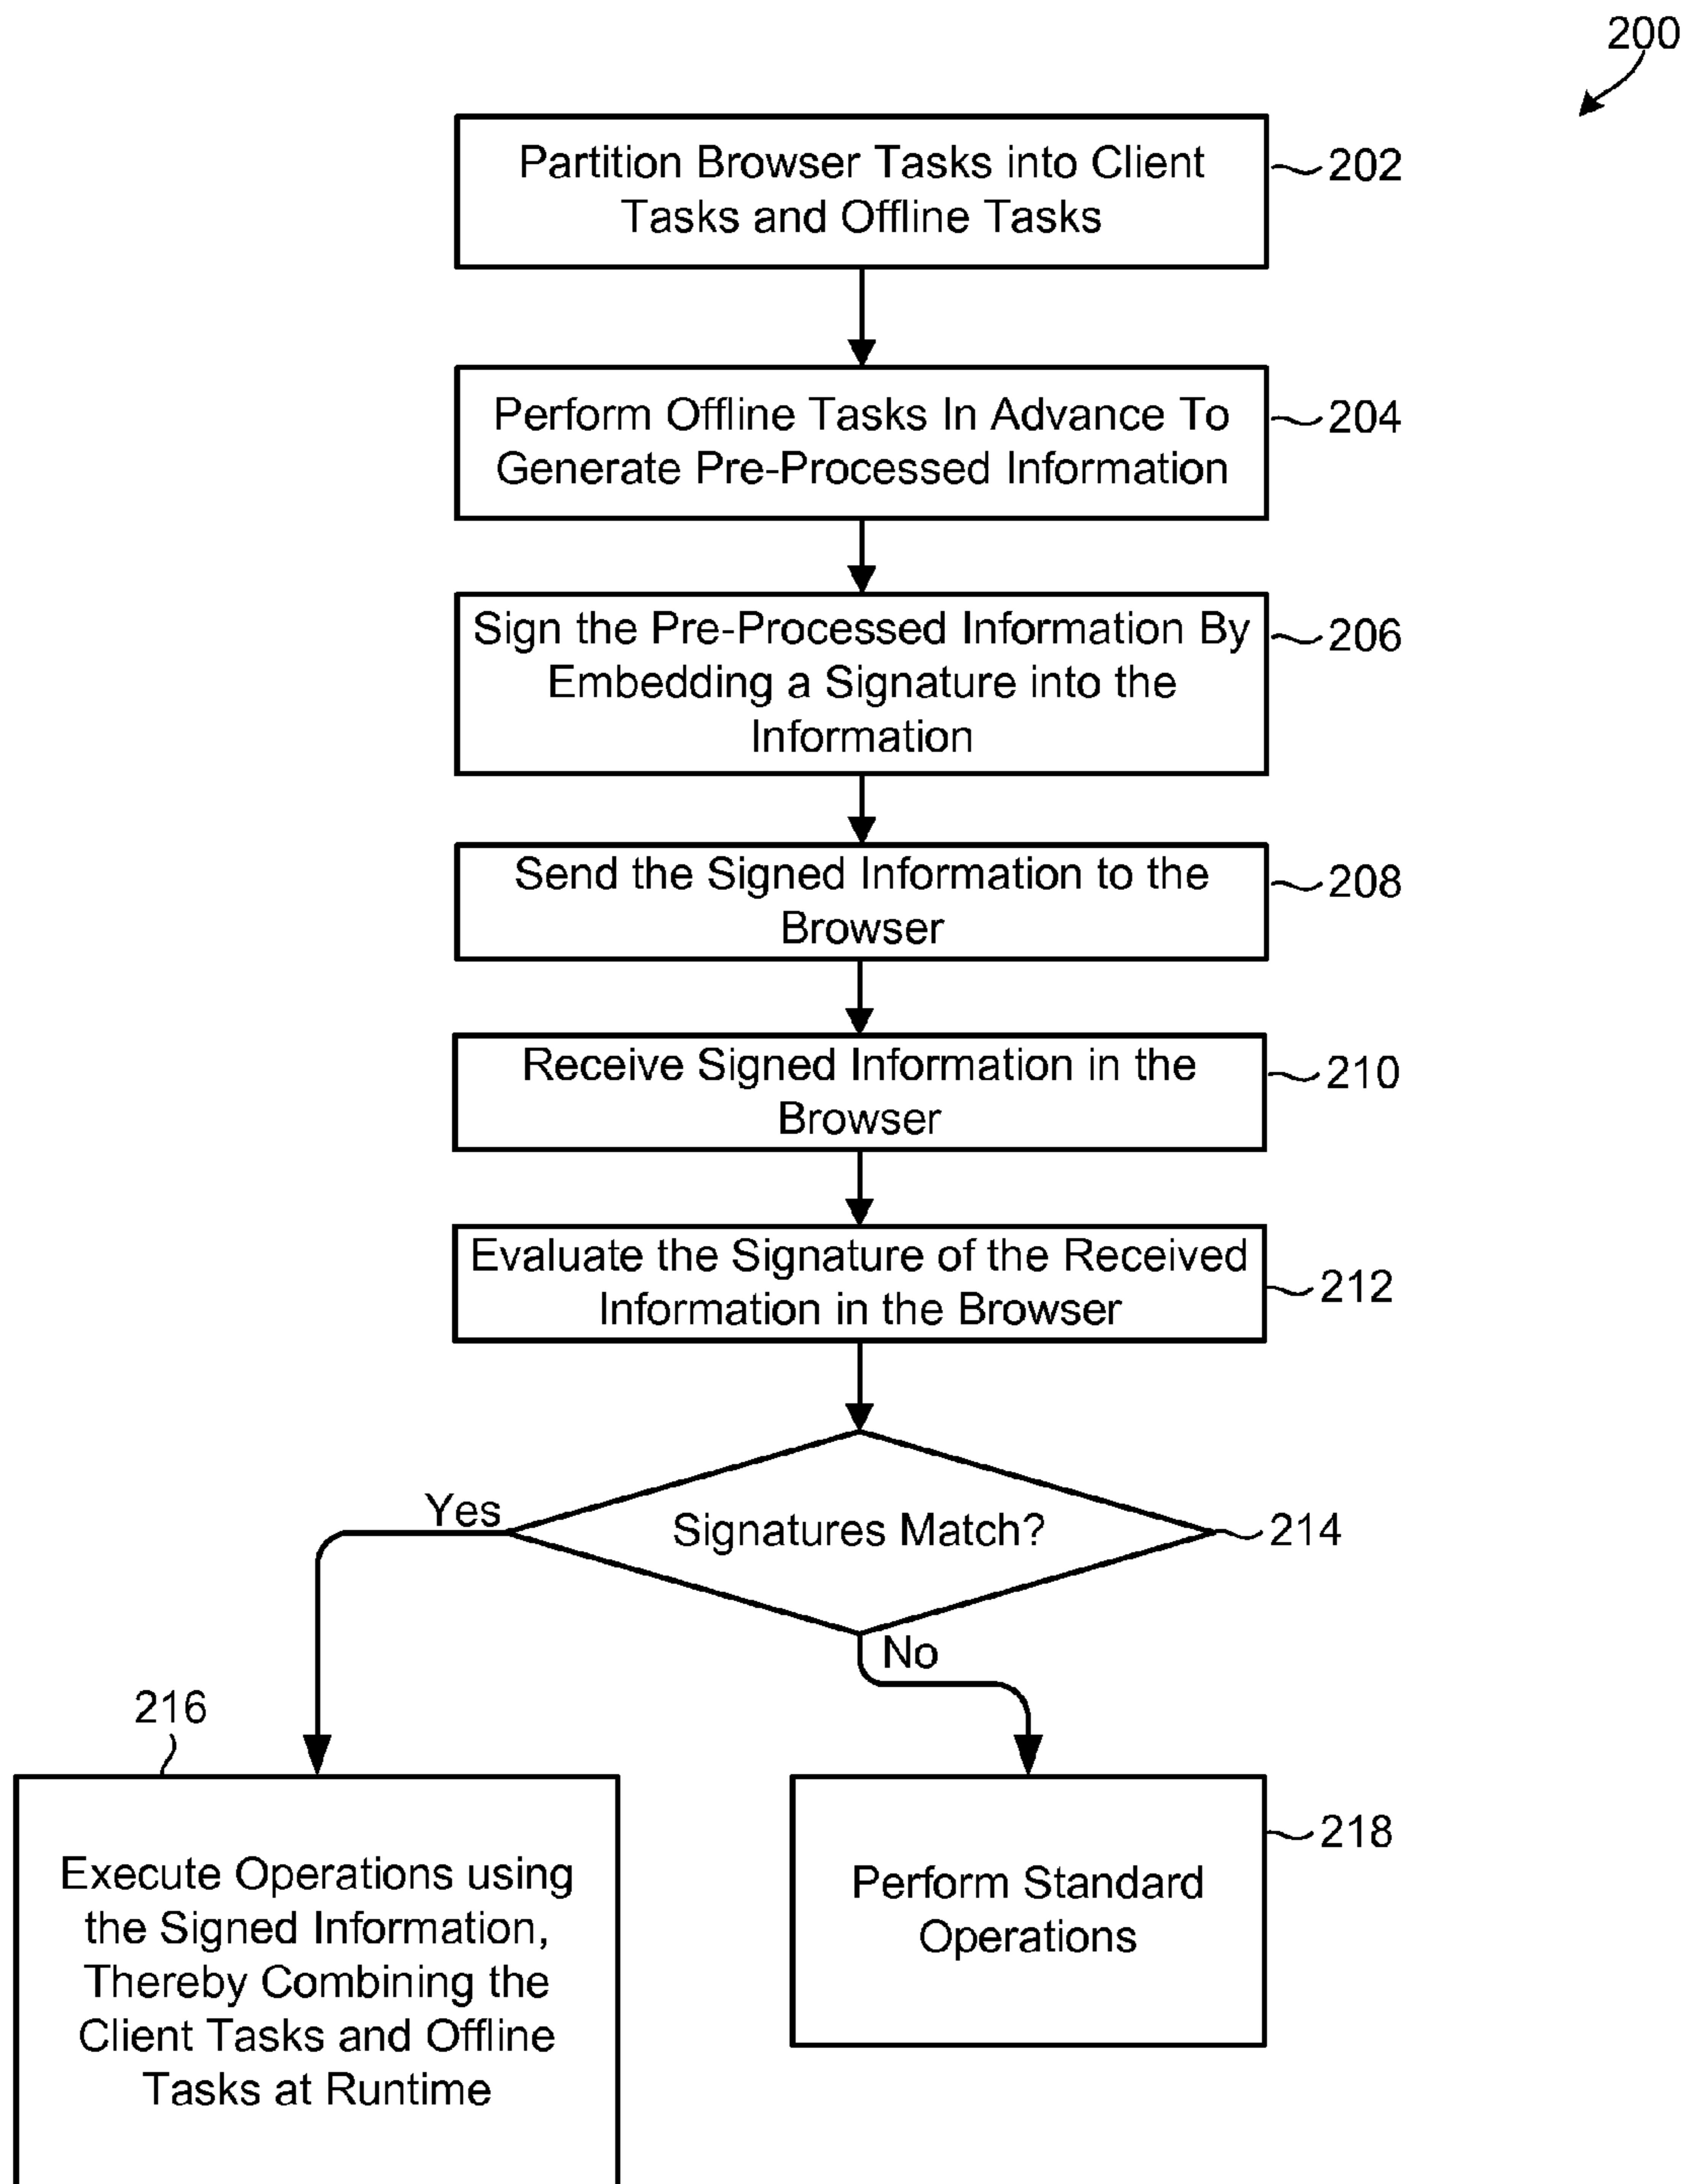 200
Partition Browser Tasks into Client
Tasks and Offline Tasks
202
Perform Offline Tasks In Advance To
Generate Pre-Processed Information
204
Sign the Pre-Processed Information By
Embedding a Signature into the
Information
206
Send the Signed Information to the
Browser
208
Receive Signed Information in the
Browser
210
Evaluate the Signature of the Received
Information in the Browser
212
Signatures Match?
214
Yes
No
216
Execute Operations using
the Signed Information,
Thereby Combining the
Client Tasks and Offline
Tasks at Runtime
Perform Standard
Operations
218